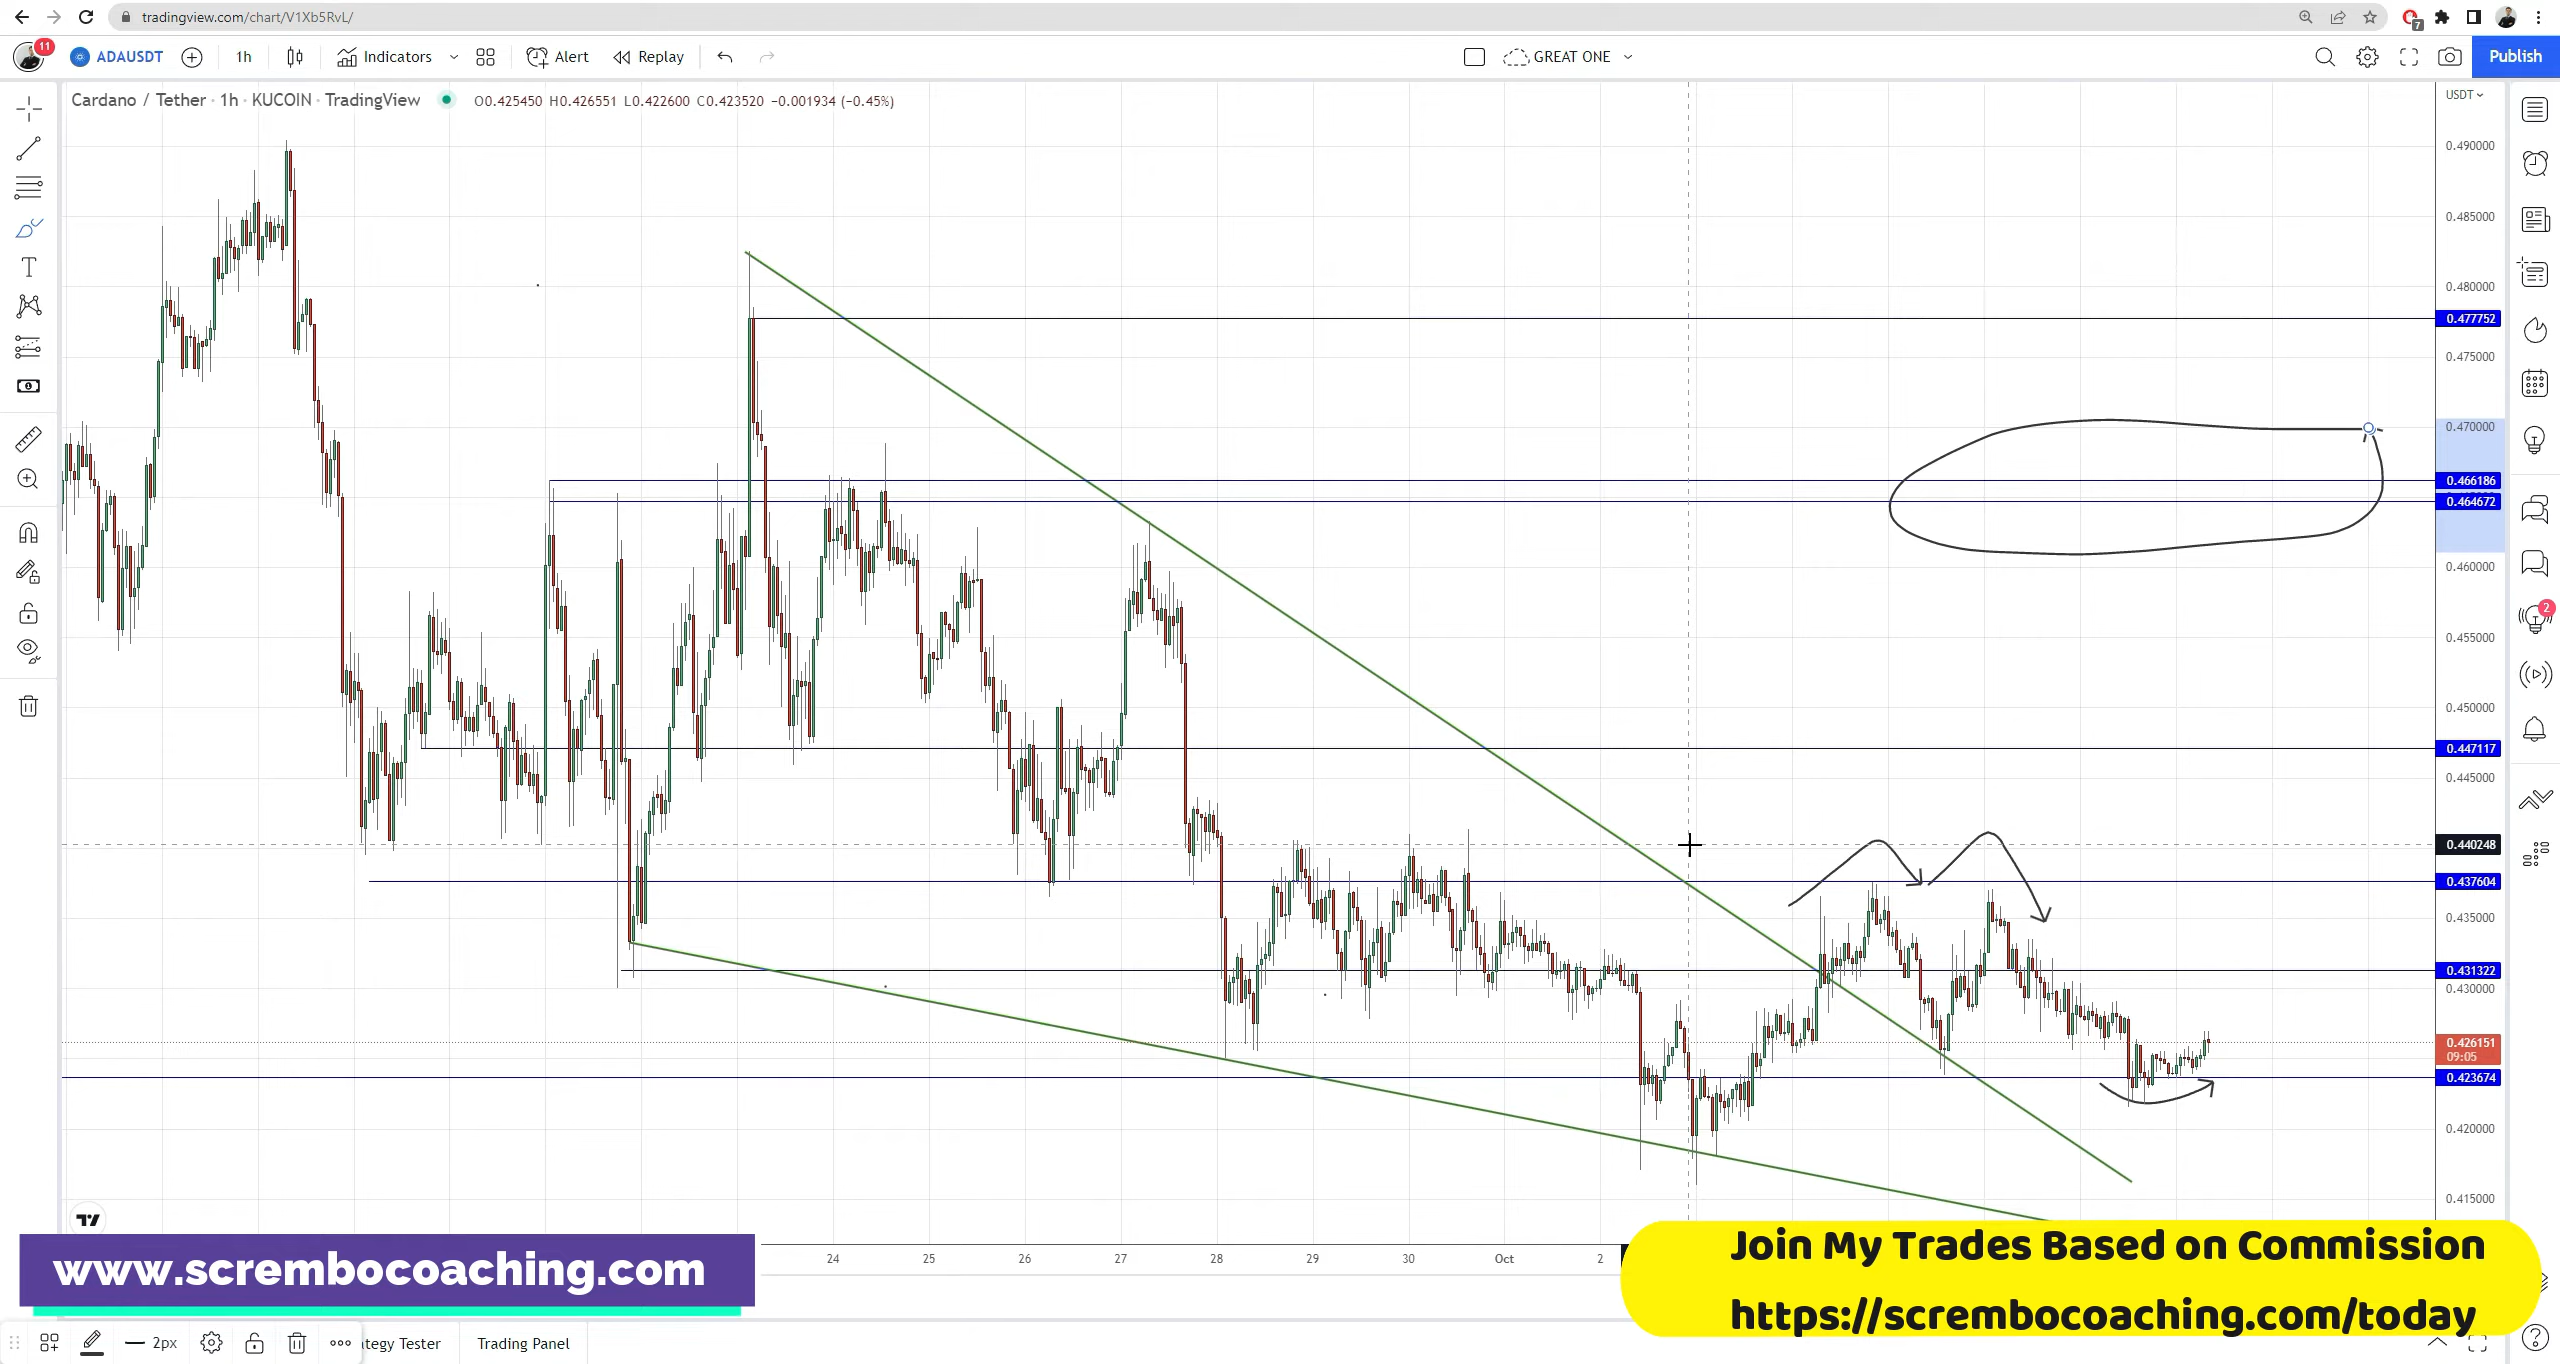 tradingview.com/chart/V1Xb5RvL/
7
11
ADAUSDT
1h
Indicators
Alert
Replay
GREAT ONE
Publish
Cardano / Tether · 1h · KUCOIN · TradingView
O0.425450 H0.426551 L0.422600 C0.423520 −0.001934 (−0.45%)
USDT
0.490000
0.485000
0.480000
0.477752
0.475000
0.470000
0.466186
0.464672
0.460000
0.455000
0.450000
0.447117
0.445000
0.440248
0.437604
0.435000
0.431322
0.430000
0.426151
09:05
0.423674
0.420000
0.415000
2
24 25 26 27 28 29 30 Oct 2
www.scrembocoaching.com
Join My Trades Based on Commission
https://scrembocoaching.com/today
2px
ategy Tester
Trading Panel